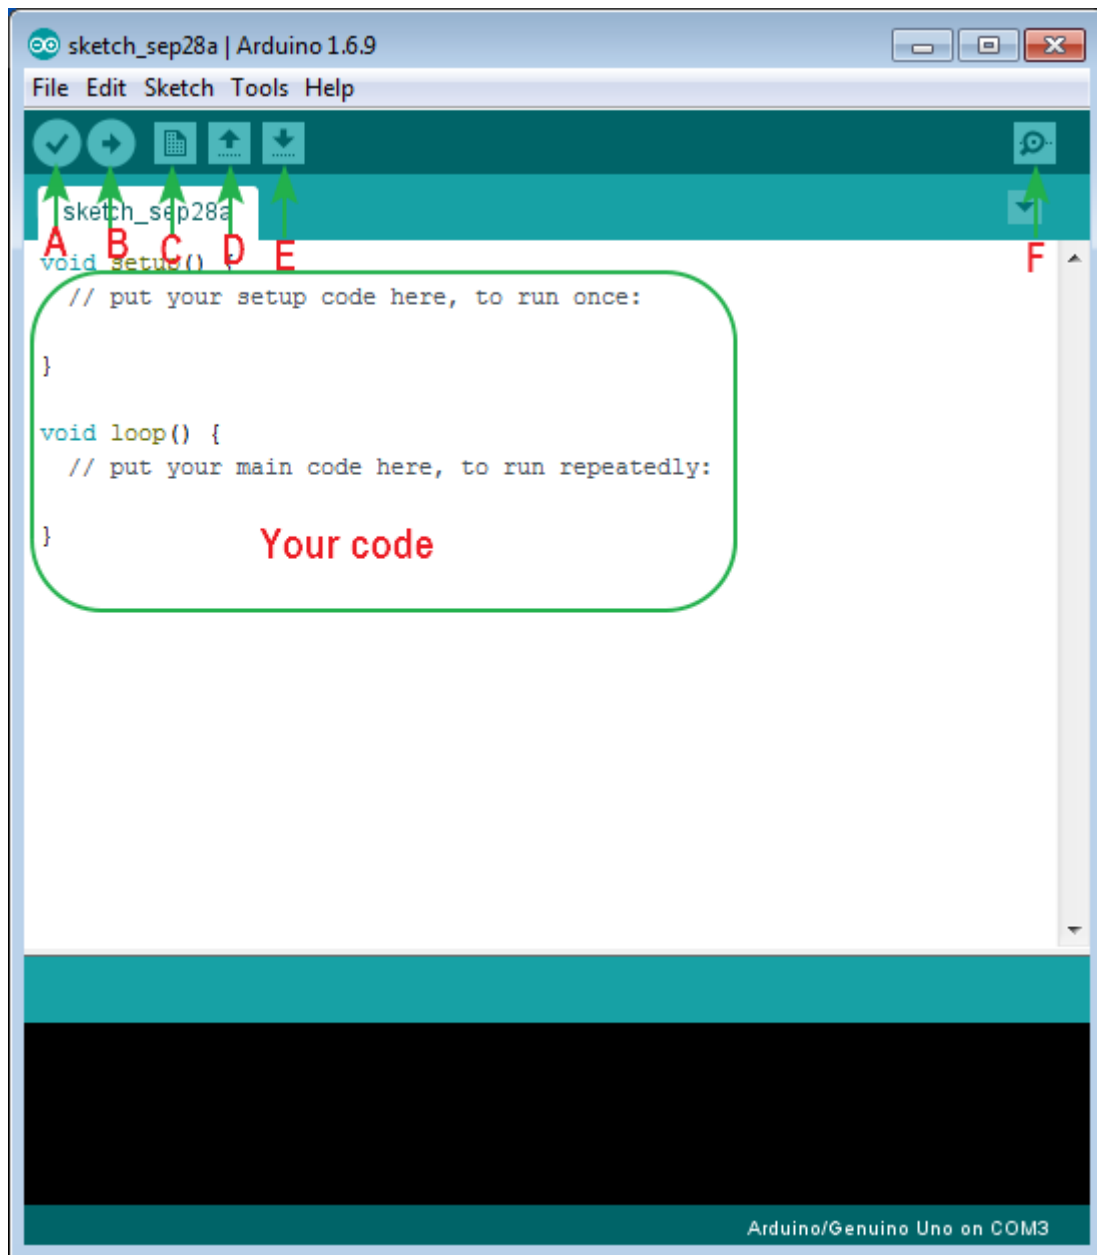 sketch_sep28a | Arduino 1.6.9
File Edit Sketch Tools Help
sketch_sep28a
A B C D E F
void setup() {
// put your setup code here, to run once:
}
void loop() {
// put your main code here, to run repeatedly:
}
Your code
Arduino/Genuino Uno on COM3